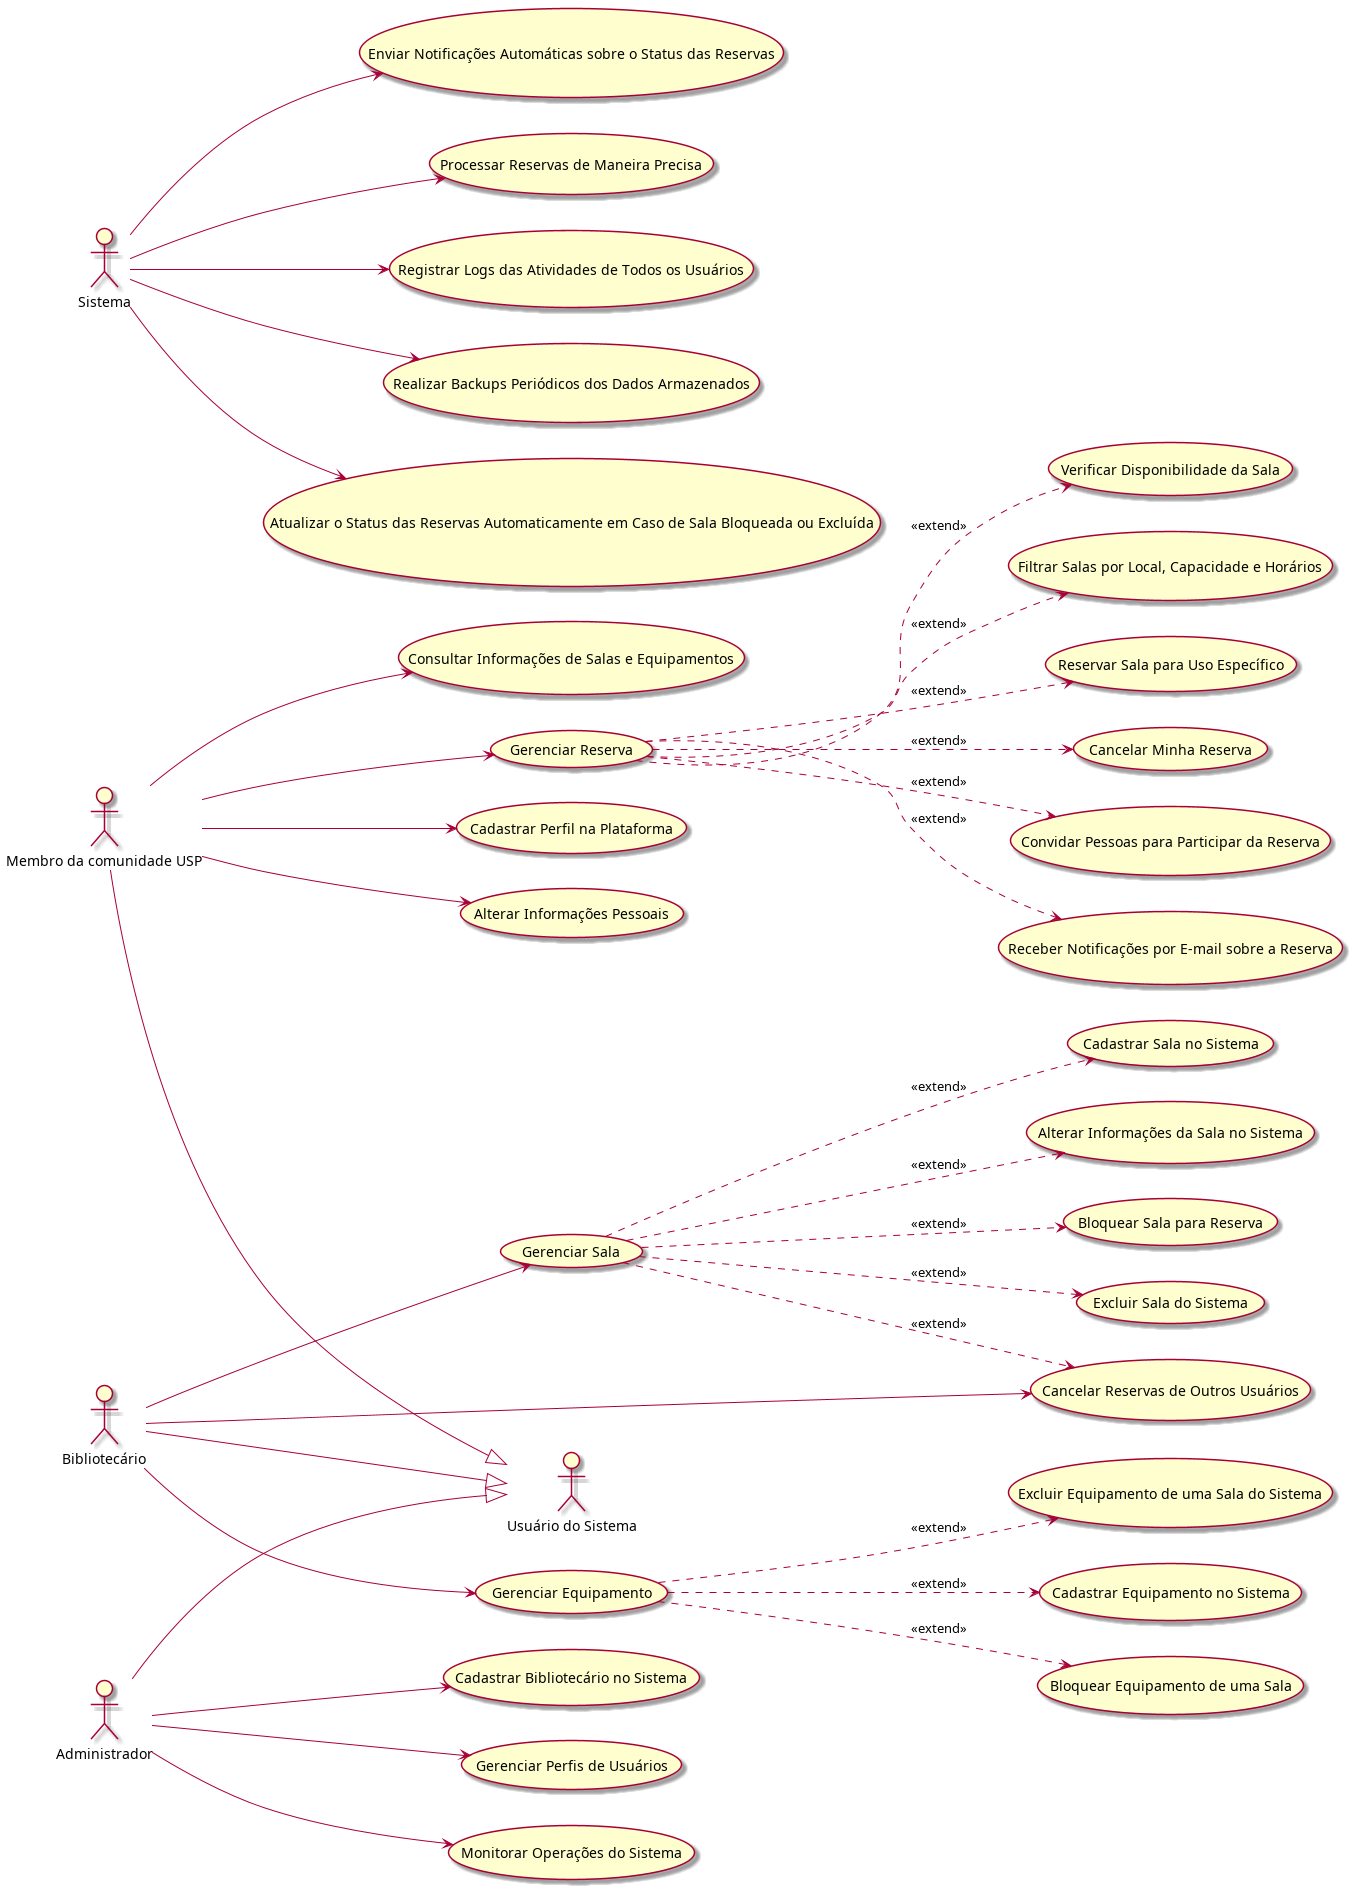 Enviar Notificações Automáticas sobre o Status das Reservas
Processar Reservas de Maneira Precisa
Registrar Logs das Atividades de Todos os Usuários
Sistema
Realizar Backups Periódicos dos Dados Armazenados
Atualizar o Status das Reservas Automaticamente em Caso de Sala Bloqueada ou Excluída
Verificar Disponibilidade da Sala
«extend»
Filtrar Salas por Local, Capacidade e Horários
«extend»
Consultar Informações de Salas e Equipamentos
Reservar Sala para Uso Específico
«extend»
Gerenciar Reserva
«extend»
Cancelar Minha Reserva
«extend»
Cadastrar Perfil na Plataforma
«extend»
Convidar Pessoas para Participar da Reserva
Membro da comunidade USP
Alterar Informações Pessoais
Receber Notificações por E-mail sobre a Reserva
Cadastrar Sala no Sistema
«extend»
Alterar Informações da Sala no Sistema
«extend»
Bloquear Sala para Reserva
«extend»
Gerenciar Sala
«extend»
Excluir Sala do Sistema
«extend»
Cancelar Reservas de Outros Usuários
Bibliotecário
Excluir Equipamento de uma Sala do Sistema
Usuário do Sistema
«extend»
Gerenciar Equipamento
«extend»
Cadastrar Equipamento no Sistema
«extend»
Cadastrar Bibliotecário no Sistema
Bloquear Equipamento de uma Sala
Administrador
Gerenciar Perfis de Usuários
Monitorar Operações do Sistema